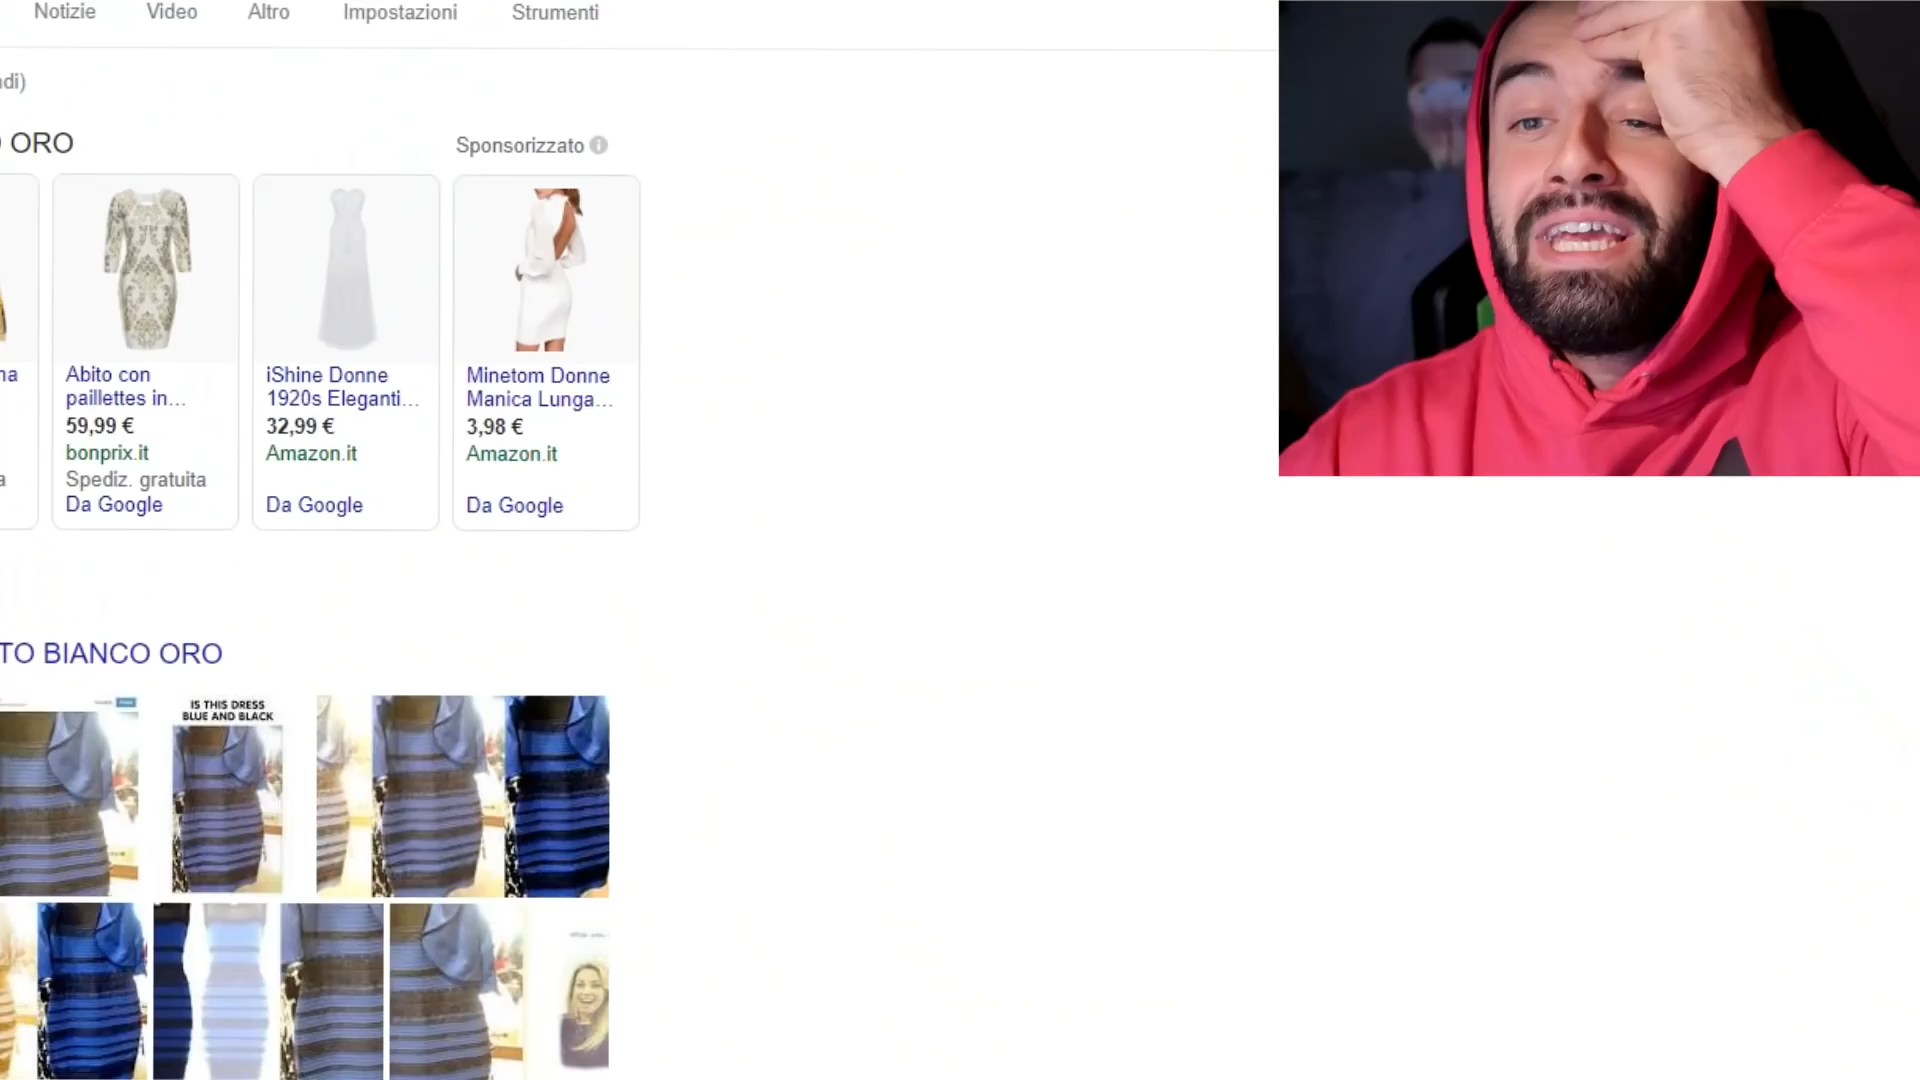 Notizie Video Altro Impostazioni Strumenti
ndi)
O ORO
Sponsorizzato
na
a
Abito con
paillettes in...
59,99 €
bonprix.it
Spediz. gratuita
Da Google
iShine Donne
1920s Eleganti...
32,99 €
Amazon.it
Da Google
Minetom Donne
Manica Lunga...
3,98 €
Amazon.it
Da Google
TO BIANCO ORO
IS THIS DRESS
BLUE AND BLACK